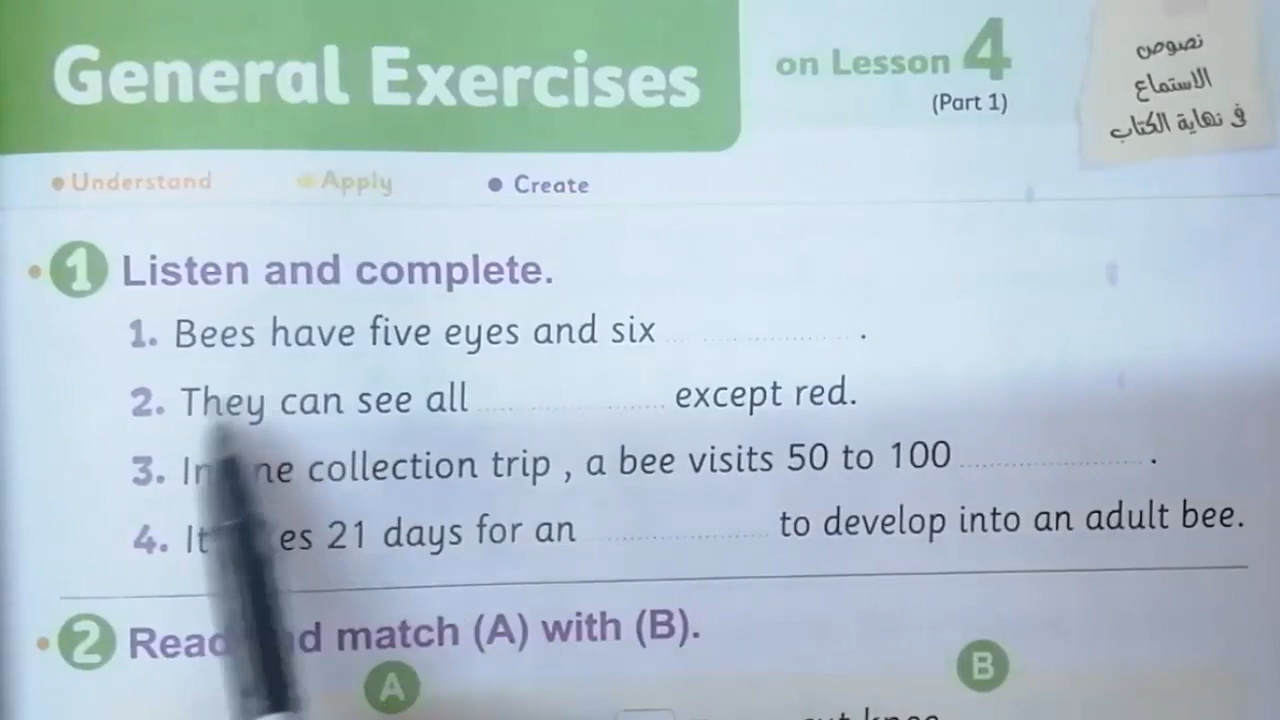 General Exercises
on Lesson 4
(Part 1)
نصوص
الاستماع
فى نهاية الكتاب
Understand Apply Create
1 Listen and complete.
1. Bees have five eyes and six .
2. They can see all except red.
3. In ne collection trip , a bee visits 50 to 100 .
4. It es 21 days for an to develop into an adult bee.
2 Read d match (A) with (B).
A
B